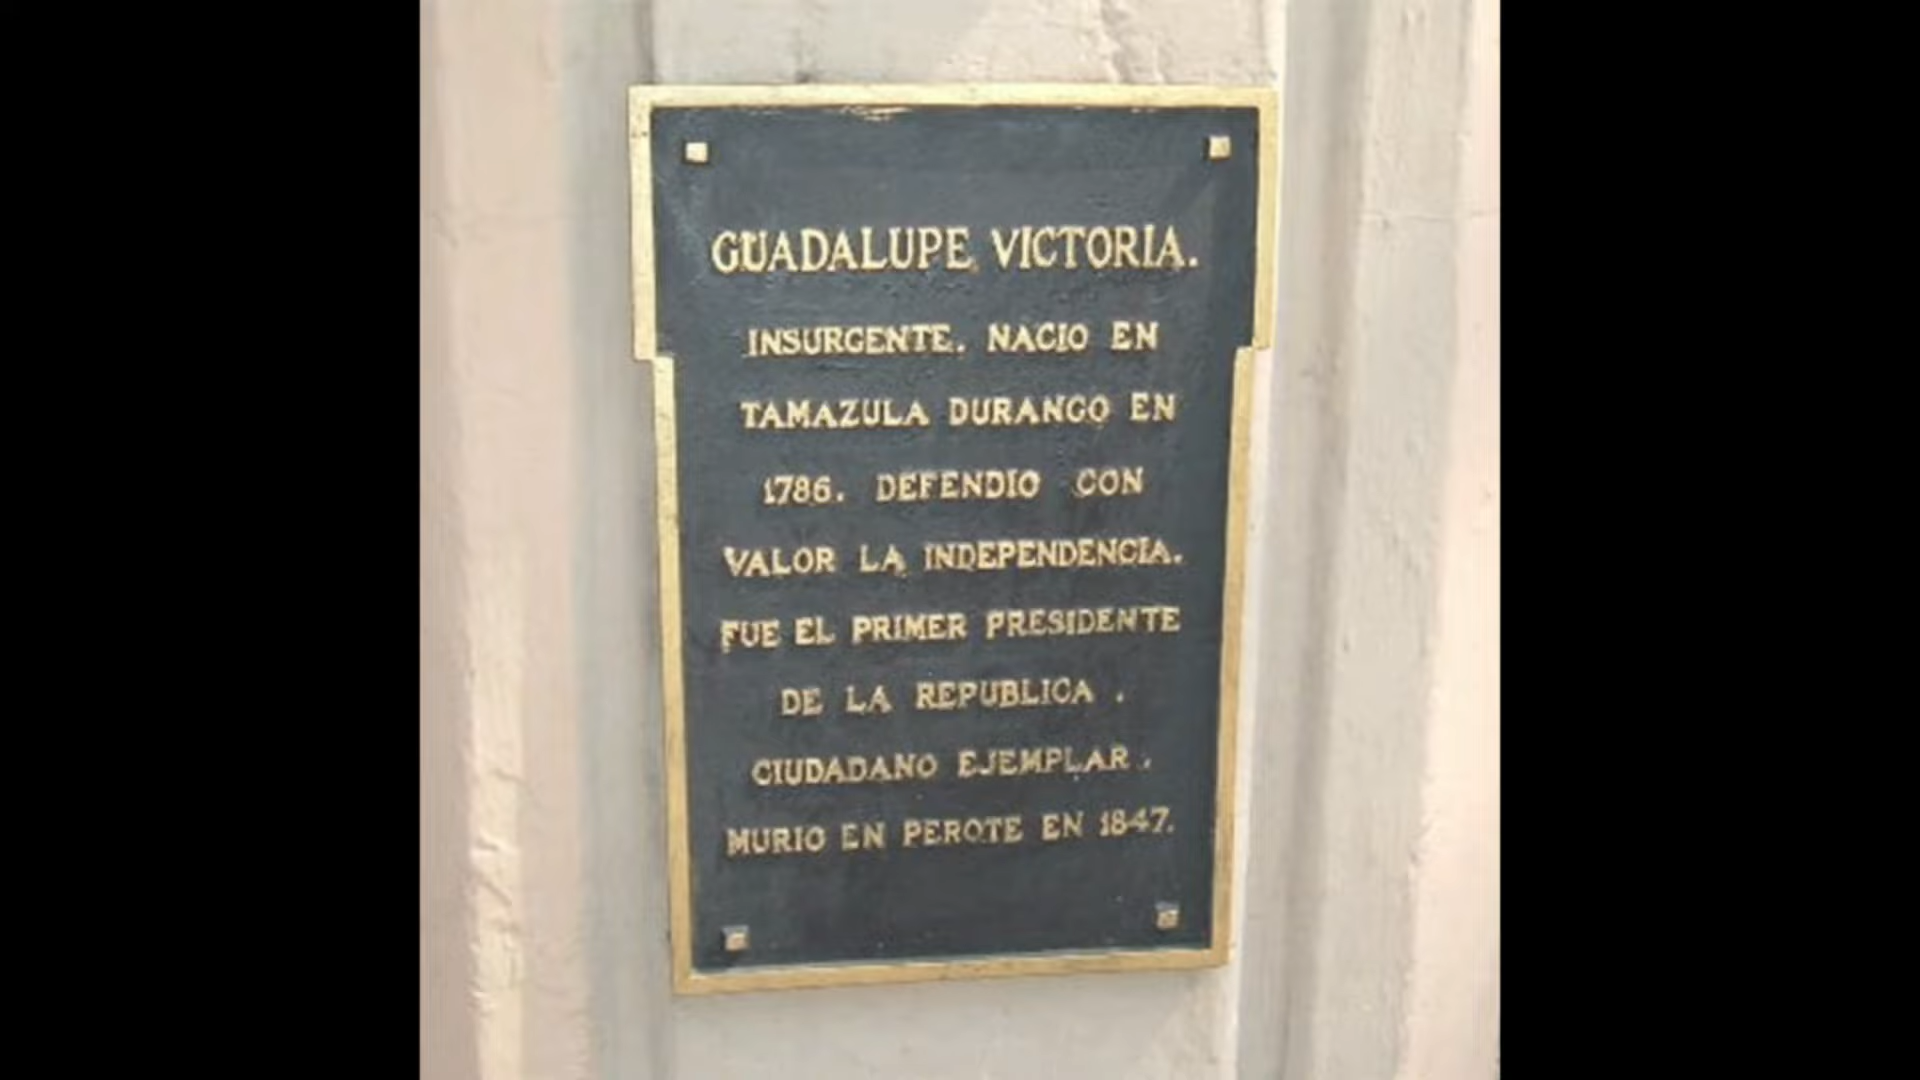 GUADALUPE VICTORIA.
INSURGENTE. NACIO EN
TAMAZULA DURANGO EN
1786. DEFENDIO CON
VALOR LA INDEPENDENCIA.
FUE EL PRIMER PRESIDENTE
DE LA REPUBLICA .
CIUDADANO EJEMPLAR .
MURIO EN PEROTE EN 1847.